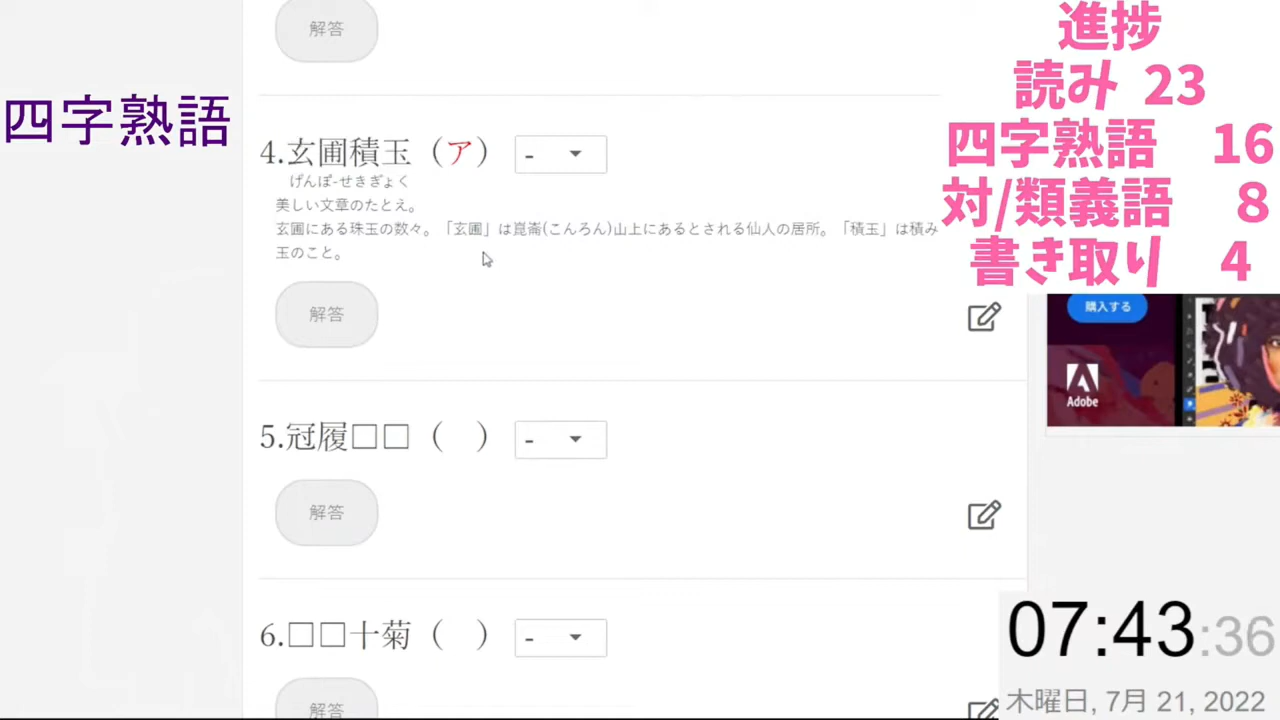 四字熟語
解答
4.玄圃積玉（ア） -
げんぽ-せきぎょく
美しい文章のたとえ。
玄圃にある珠玉の数々。「玄圃」は崑崙(こんろん)山上にあるとされる仙人の居所。「積玉」は積み
玉のこと。
解答
5.冠履□□（　） -
解答
6.□□十菊（　） -
解答
進捗
読み 23
四字熟語 16
対/類義語 8
書き取り 4
購入する
Adobe
07:43:36
木曜日, 7月 21, 2022